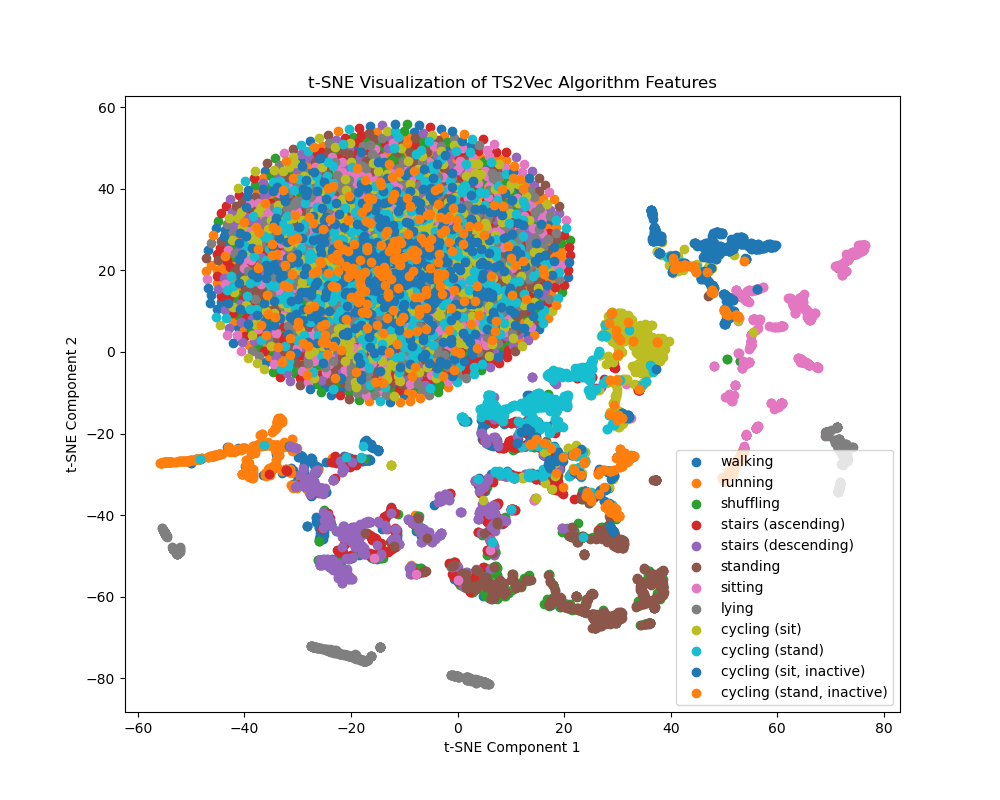 t-SNE Visualization of TS2Vec Algorithm Features
60
40
20
0
−20
−40
−60
−80
t-SNE Component 2
walking
running
shuffling
stairs (ascending)
stairs (descending)
standing
sitting
lying
cycling (sit)
cycling (stand)
cycling (sit, inactive)
cycling (stand, inactive)
−60 −40 −20 0 20 40 60 80
t-SNE Component 1